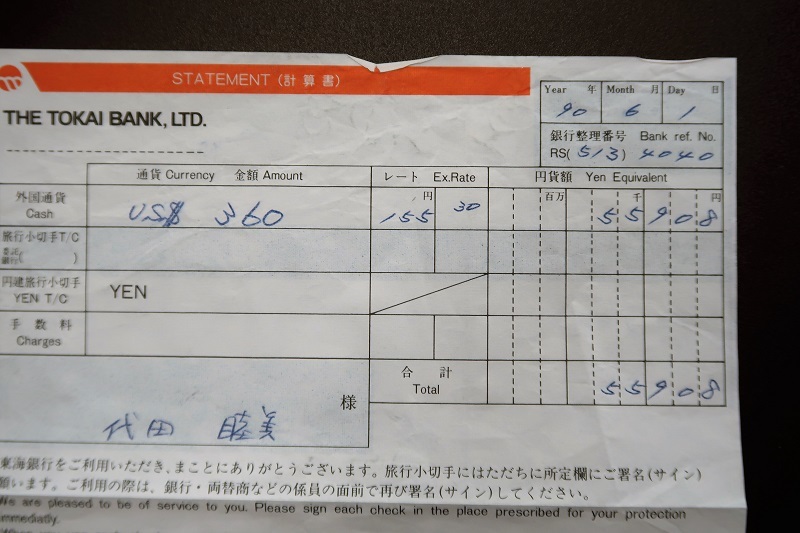 STATEMENT (計算書)
THE TOKAI BANK, LTD.
Year 年 Month 月 Day 日
90 6 1
銀行整理番号 Bank ref. No.
RS( 513 ) 4040
通貨 Currency 金額 Amount レート Ex.Rate 円貨額 Yen Equivalent
外国通貨 円 百万 千 円
Cash US$ 360 155 30 55908
旅行小切手T/C
委託
銀行( )
円建旅行小切手
YEN T/C YEN
手数料
Charges
合計
Total 55908
様
代田 睦美
東海銀行をご利用いただき、まことにありがとうございます。旅行小切手にはただちに所定欄にご署名(サイン)
願います。ご利用の際は、銀行・両替商などの係員の面前で再び署名(サイン)してください。
We are pleased to be of service to you. Please sign each check in the place prescribed for your protection
immediatly.